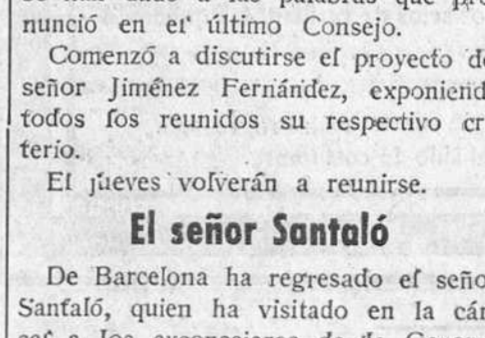 nunció en el último Consejo.
Comenzó a discutirse el proyecto d
señor Jiménez Fernández, exponiend
todos los reunidos su respectivo cr
terio.
El jueves volverán a reunirse.
El señor Santaló
De Barcelona ha regresado el seño
Santaló, quien ha visitado en la cár